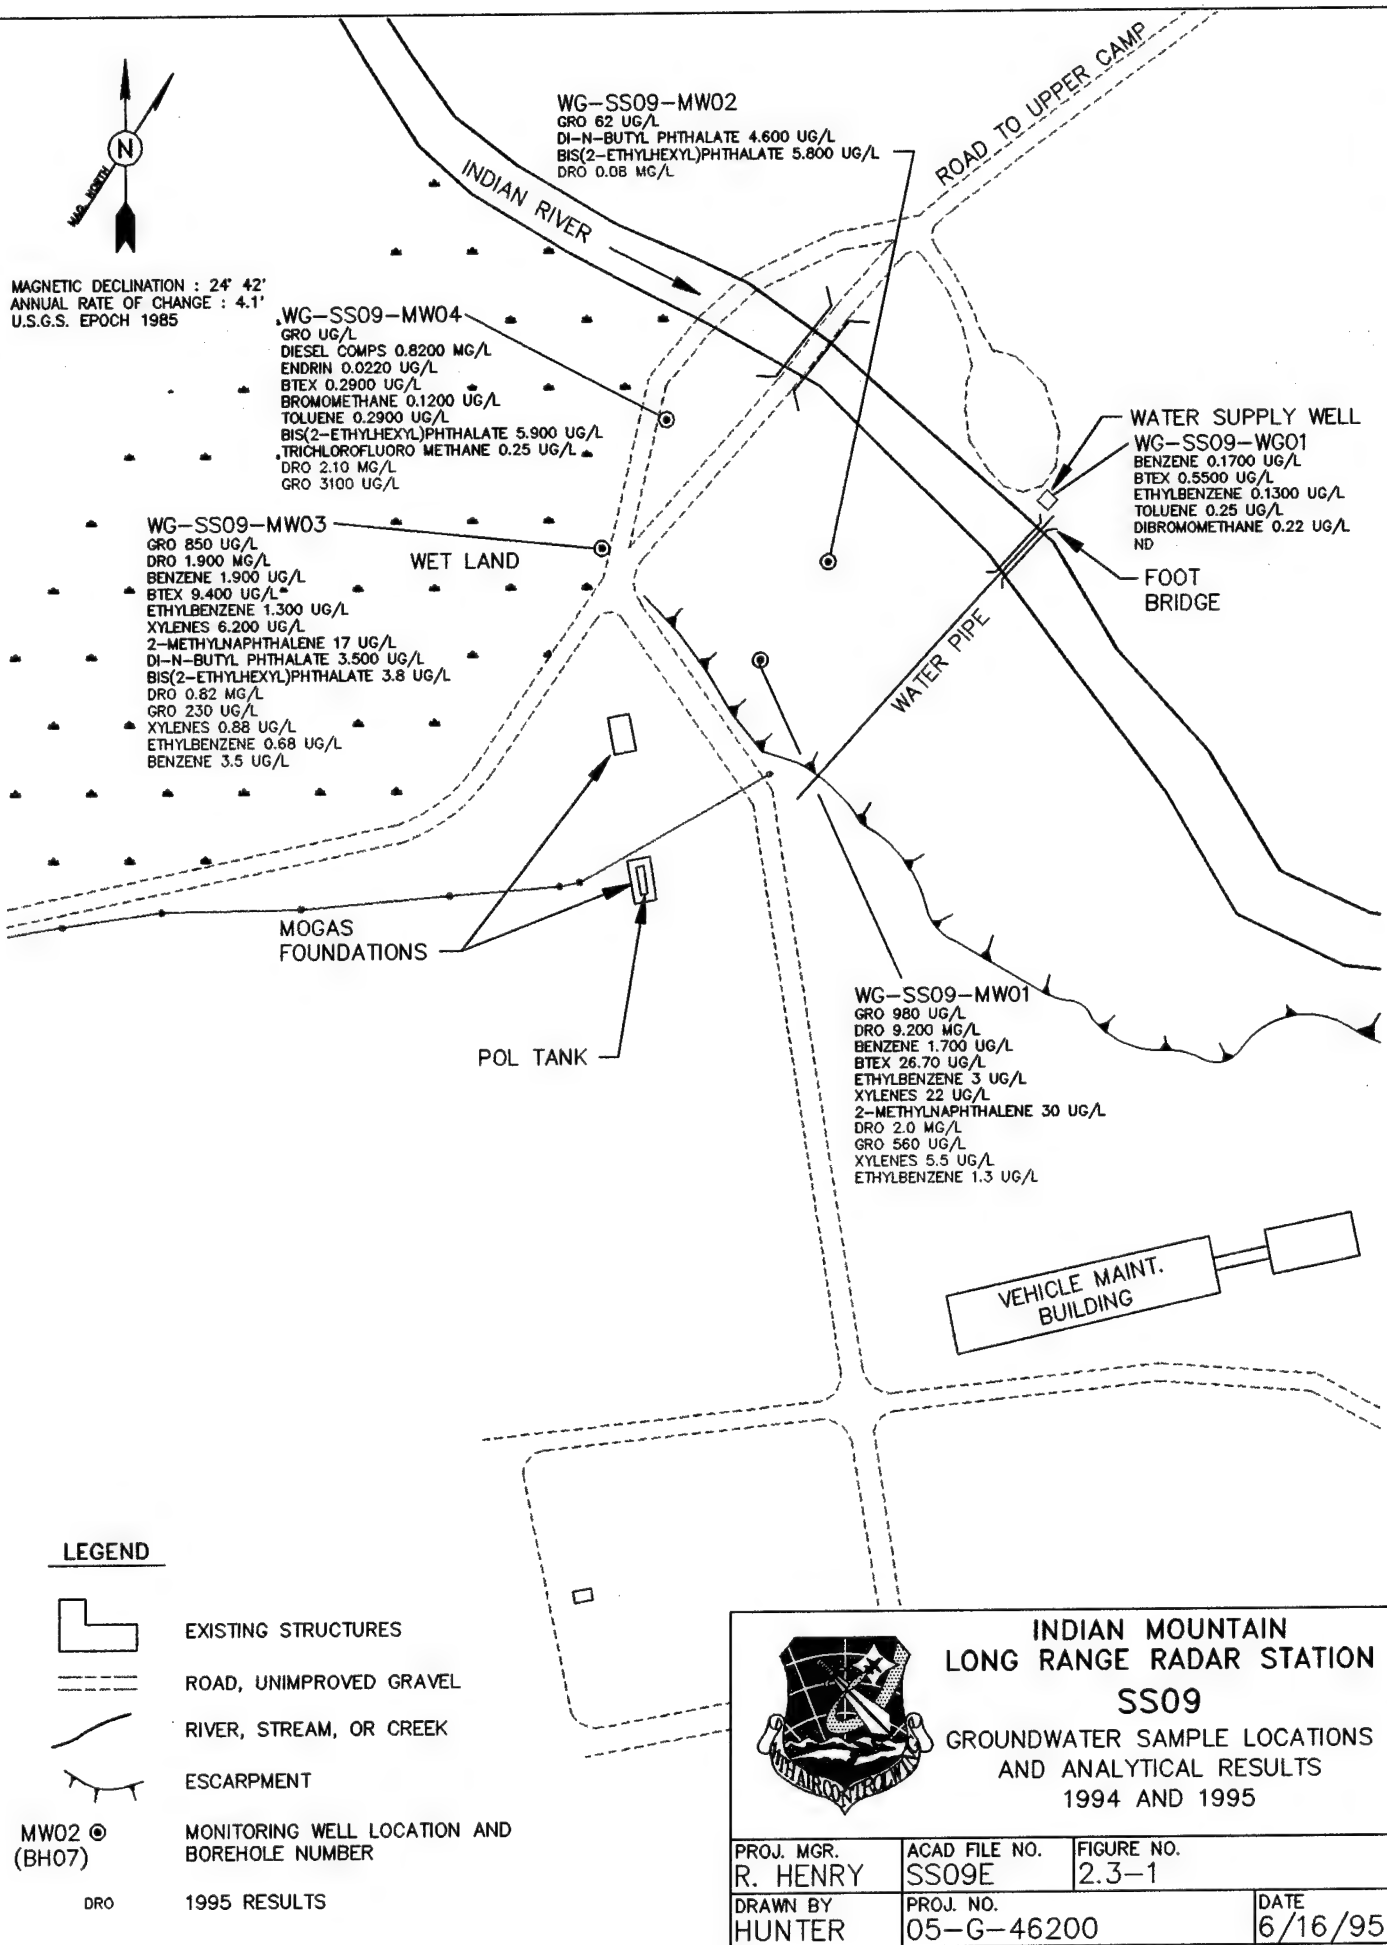 N
MAG. NORTH
MAGNETIC DECLINATION : 24° 42'
ANNUAL RATE OF CHANGE : 4.1'
U.S.G.S. EPOCH 1985
WG-SS09-MW02
GRO 62 UG/L
DI-N-BUTYL PHTHALATE 4.600 UG/L
BIS(2-ETHYLHEXYL)PHTHALATE 5.800 UG/L
DRO 0.08 MG/L
ROAD TO UPPER CAMP
INDIAN RIVER
WG-SS09-MW04
GRO UG/L
DIESEL COMPS 0.8200 MG/L
ENDRIN 0.0220 UG/L
BTEX 0.2900 UG/L
BROMOMETHANE 0.1200 UG/L
TOLUENE 0.2900 UG/L
BIS(2-ETHYLHEXYL)PHTHALATE 5.900 UG/L
TRICHLOROFLUORO METHANE 0.25 UG/L
DRO 2.10 MG/L
GRO 3100 UG/L
WATER SUPPLY WELL
WG-SS09-WG01
BENZENE 0.1700 UG/L
BTEX 0.5500 UG/L
ETHYLBENZENE 0.1300 UG/L
TOLUENE 0.25 UG/L
DIBROMOMETHANE 0.22 UG/L
ND
FOOT
BRIDGE
WG-SS09-MW03
GRO 850 UG/L
DRO 1.900 MG/L
BENZENE 1.900 UG/L
BTEX 9.400 UG/L
ETHYLBENZENE 1.300 UG/L
XYLENES 6.200 UG/L
2-METHYLNAPHTHALENE 17 UG/L
DI-N-BUTYL PHTHALATE 3.500 UG/L
BIS(2-ETHYLHEXYL)PHTHALATE 3.8 UG/L
DRO 0.82 MG/L
GRO 230 UG/L
XYLENES 0.88 UG/L
ETHYLBENZENE 0.68 UG/L
BENZENE 3.5 UG/L
WET LAND
WATER PIPE
MOGAS
FOUNDATIONS
POL TANK
WG-SS09-MW01
GRO 980 UG/L
DRO 9.200 MG/L
BENZENE 1.700 UG/L
BTEX 26.70 UG/L
ETHYLBENZENE 3 UG/L
XYLENES 22 UG/L
2-METHYLNAPHTHALENE 30 UG/L
DRO 2.0 MG/L
GRO 560 UG/L
XYLENES 5.5 UG/L
ETHYLBENZENE 1.3 UG/L
VEHICLE MAINT.
BUILDING
LEGEND
EXISTING STRUCTURES
ROAD, UNIMPROVED GRAVEL
RIVER, STREAM, OR CREEK
ESCARPMENT
MW02
(BH07)
MONITORING WELL LOCATION AND
BOREHOLE NUMBER
DRO
1995 RESULTS
INDIAN MOUNTAIN
LONG RANGE RADAR STATION
SS09
GROUNDWATER SAMPLE LOCATIONS
AND ANALYTICAL RESULTS
1994 AND 1995
AIR CONTROL WING
PROJ. MGR.
R. HENRY
ACAD FILE NO.
SS09E
FIGURE NO.
2.3-1
DRAWN BY
HUNTER
PROJ. NO.
05-G-46200
DATE
6/16/95